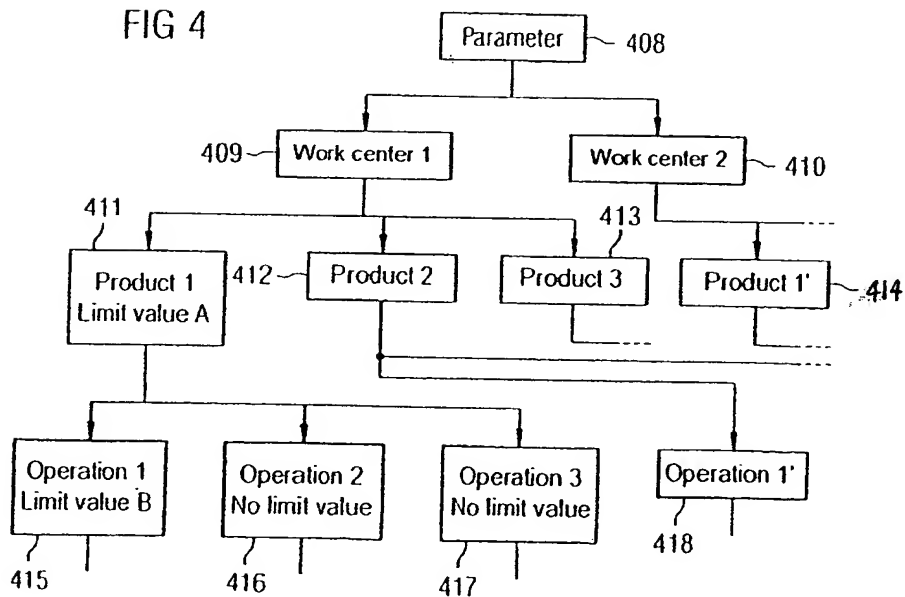 FIG 4
Parameter
408
409
Work center 1
Work center 2
410
411
413
Product 1
Limit value A
412
Product 2
Product 3
Product 1'
414
Operation 1
Limit value B
Operation 2
No limit value
Operation 3
No limit value
Operation 1'
415
416
417
418